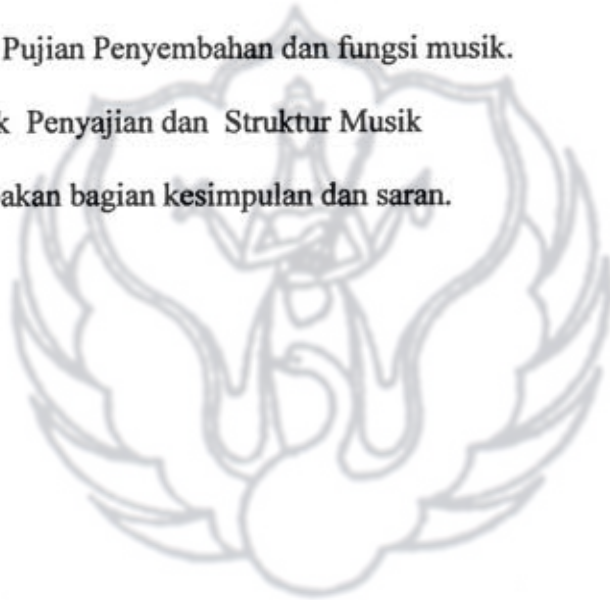 Pujian Penyembahan dan fungsi musik.
k Penyajian dan Struktur Musik
akan bagian kesimpulan dan saran.